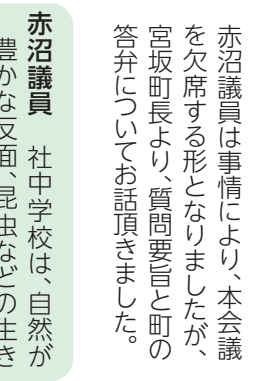 赤沼議員は事情により、本会議
を欠席する形となりましたが、
宮坂町長より、質問要旨と町の
答弁についてお話頂きました。
赤沼議員　社中学校は、自然が
豊かな反面、昆虫などの生き